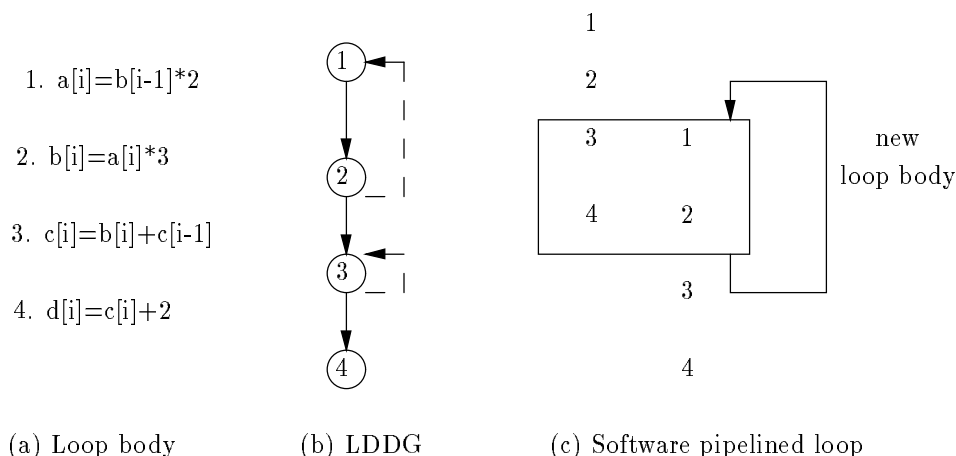 1. a[i]=b[i-1]*2
2. b[i]=a[i]*3
3. c[i]=b[i]+c[i-1]
4. d[i]=c[i]+2
(a) Loop body
1
2
3
4
(b) LDDG
1
2
3 1
4 2
3
4
new
loop body
(c) Software pipelined loop